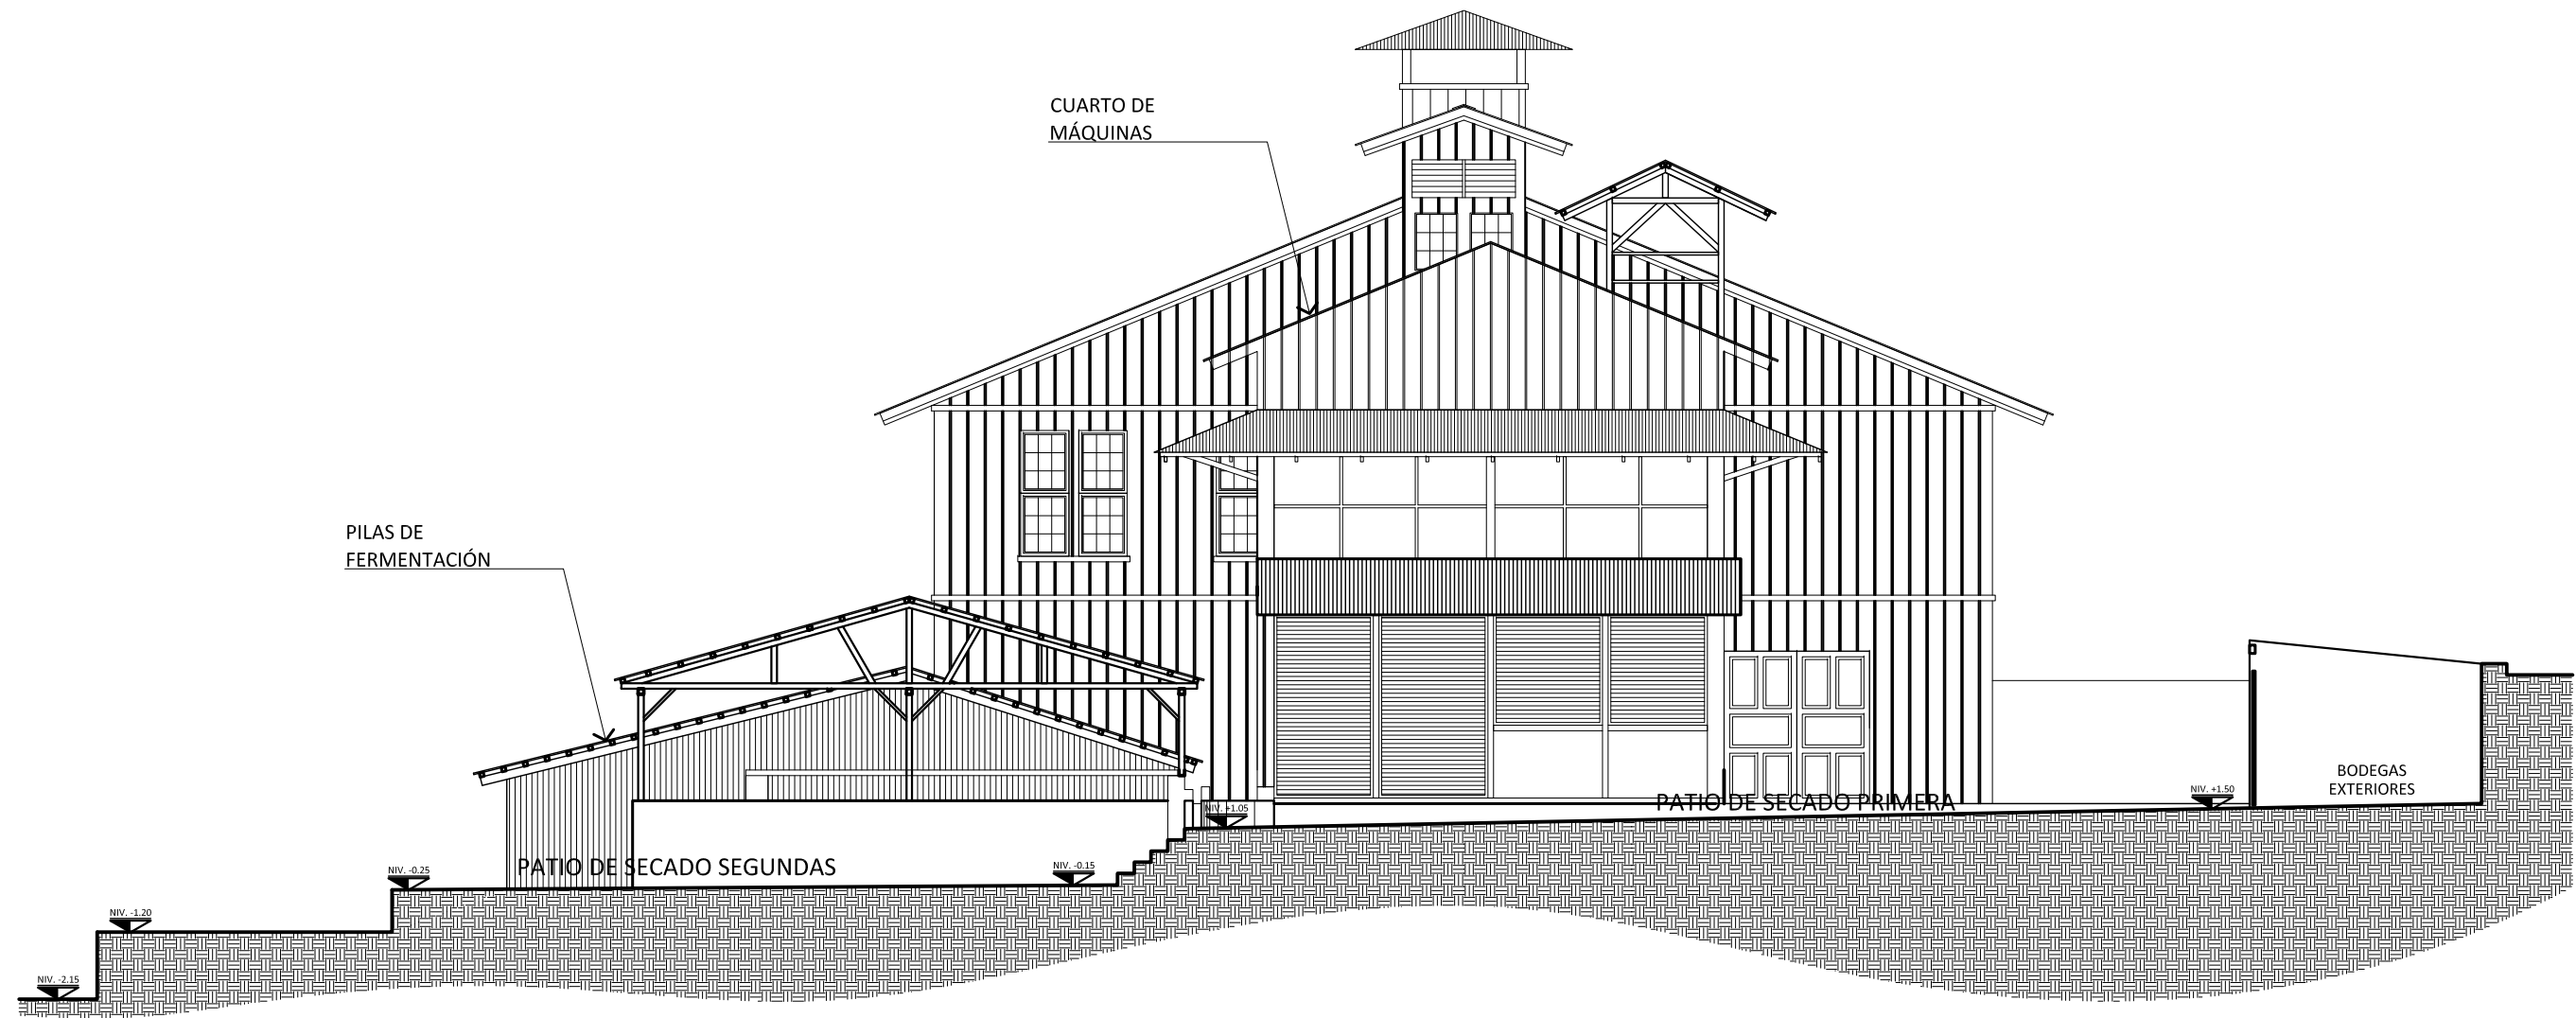 CUARTO DE
MÁQUINAS
PILAS DE
FERMENTACIÓN
BODEGAS
EXTERIORES
NIV. +1.50
PATIO DE SECADO PRIMERA
NIV. +1.05
PATIO DE SECADO SEGUNDAS
NIV. -0.15
NIV. -0.25
NIV. -1.20
NIV. -2.15